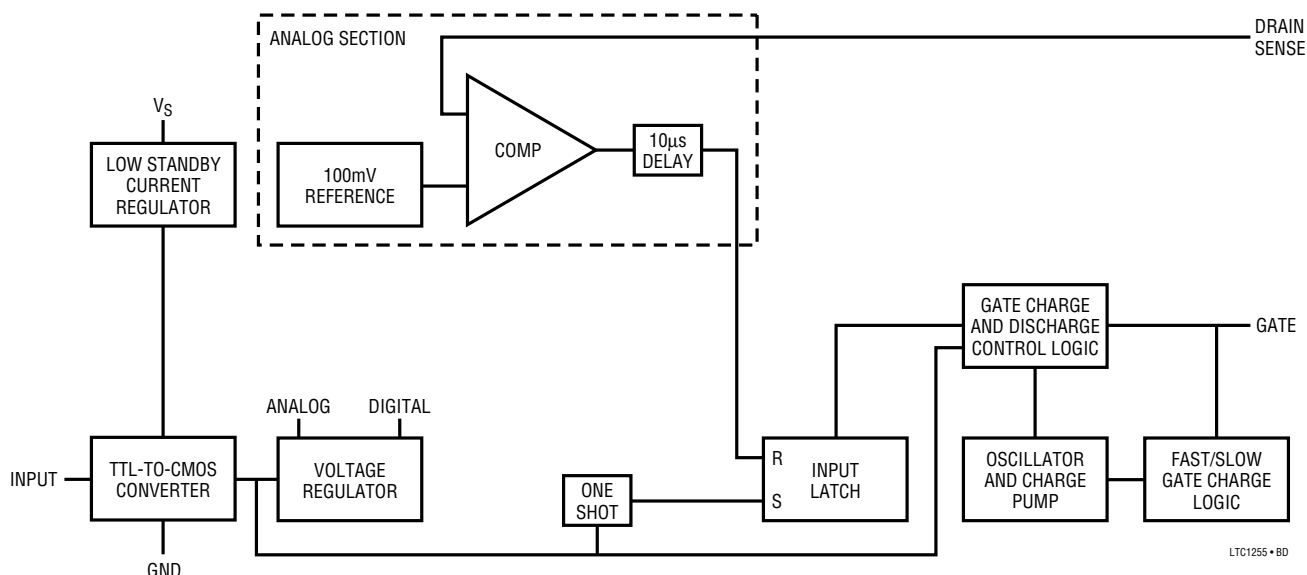 ANALOG SECTION
DRAIN
SENSE
VS
LOW STANDBY
CURRENT
REGULATOR
100mV
REFERENCE
COMP
10μs
DELAY
GATE CHARGE
AND DISCHARGE
CONTROL LOGIC
GATE
ANALOG
DIGITAL
INPUT
TTL-TO-CMOS
CONVERTER
VOLTAGE
REGULATOR
ONE
SHOT
R
S
INPUT
LATCH
OSCILLATOR
AND CHARGE
PUMP
FAST/SLOW
GATE CHARGE
LOGIC
GND
LTC1255 • BD